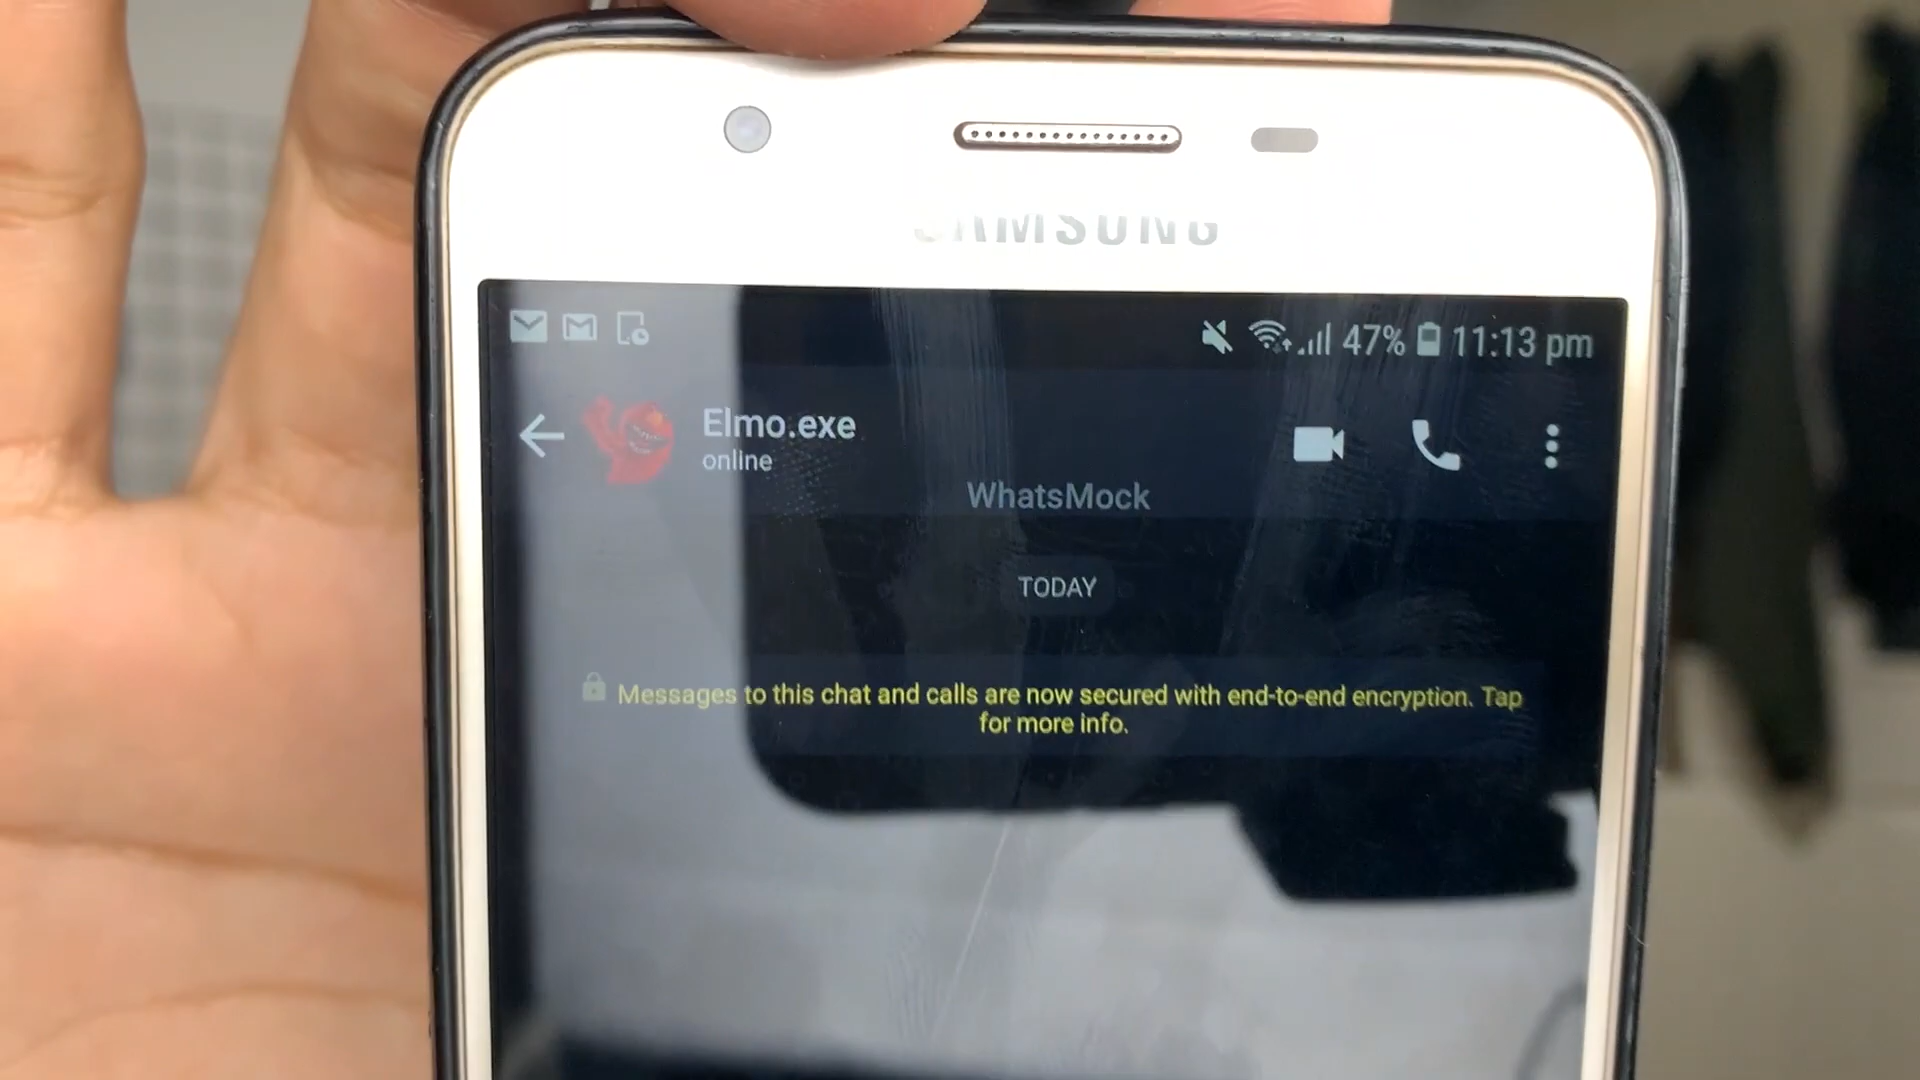 SAMSUNG
47% 11:13 pm
Elmo.exe
online
WhatsMock
TODAY
Messages to this chat and calls are now secured with end-to-end encryption. Tap
for more info.